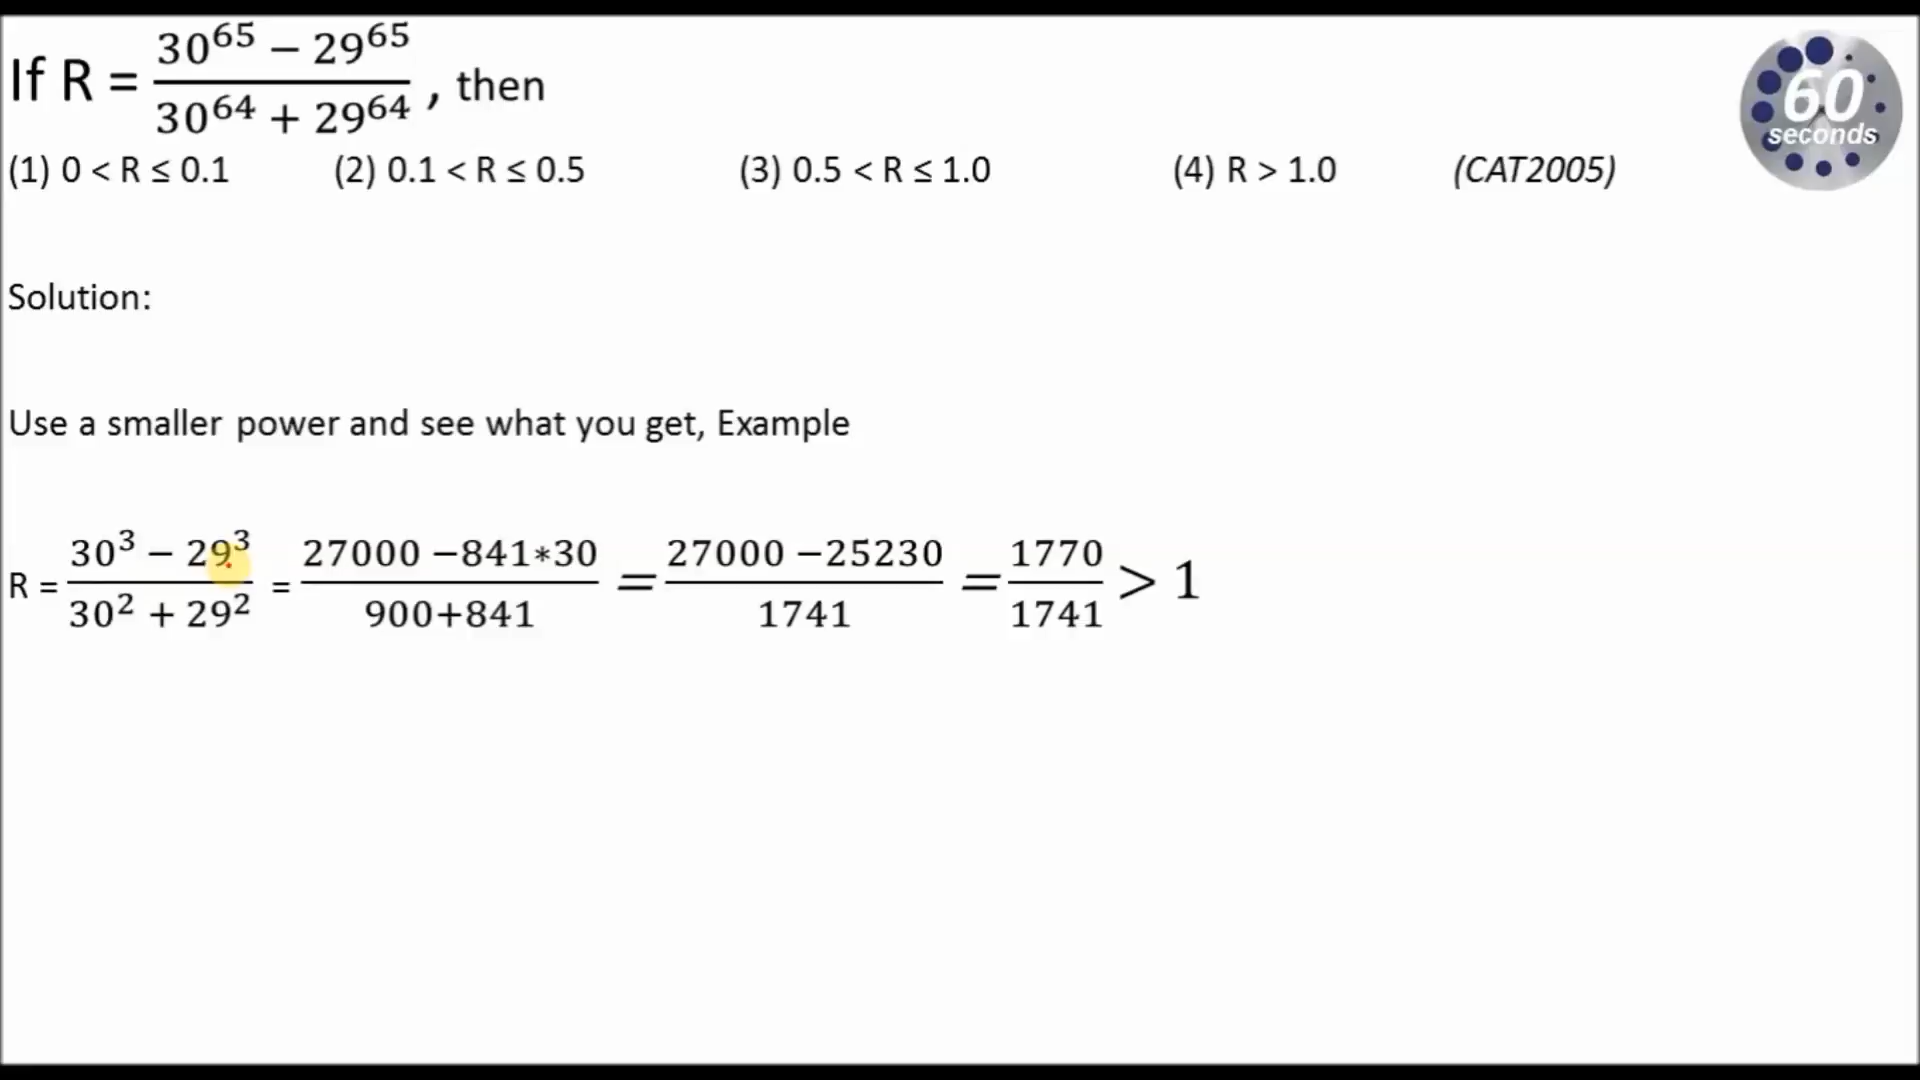 If R = (30^65 − 29^65)/(30^64 + 29^64) , then
60 seconds
(1) 0 < R ≤ 0.1 (2) 0.1 < R ≤ 0.5 (3) 0.5 < R ≤ 1.0 (4) R > 1.0 (CAT2005)
Solution:
Use a smaller power and see what you get, Example
R = (30^3 − 29^3)/(30^2 + 29^2) = (27000 −841*30)/(900+841) = (27000 −25230)/1741 = 1770/1741 > 1